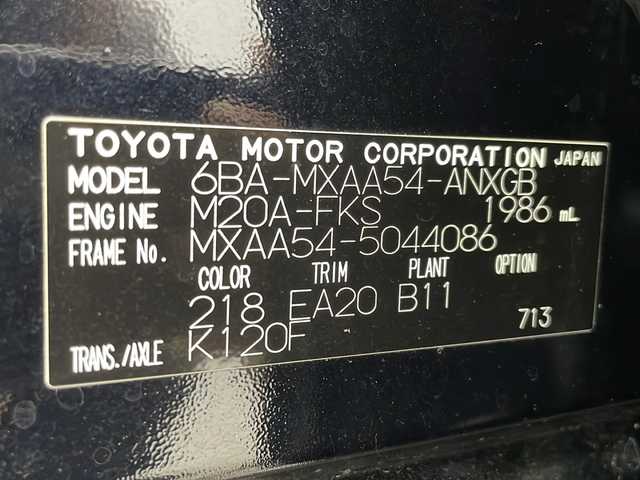 TOYOTA MOTOR CORPORATION JAPAN
MODEL 6BA-MXAA54-ANXGB
ENGINE M20A-FKS 1986 mL
FRAME No. MXAA54-5044086
COLOR TRIM PLANT OPTION
218 EA20 B11
713
TRANS./AXLE K120F